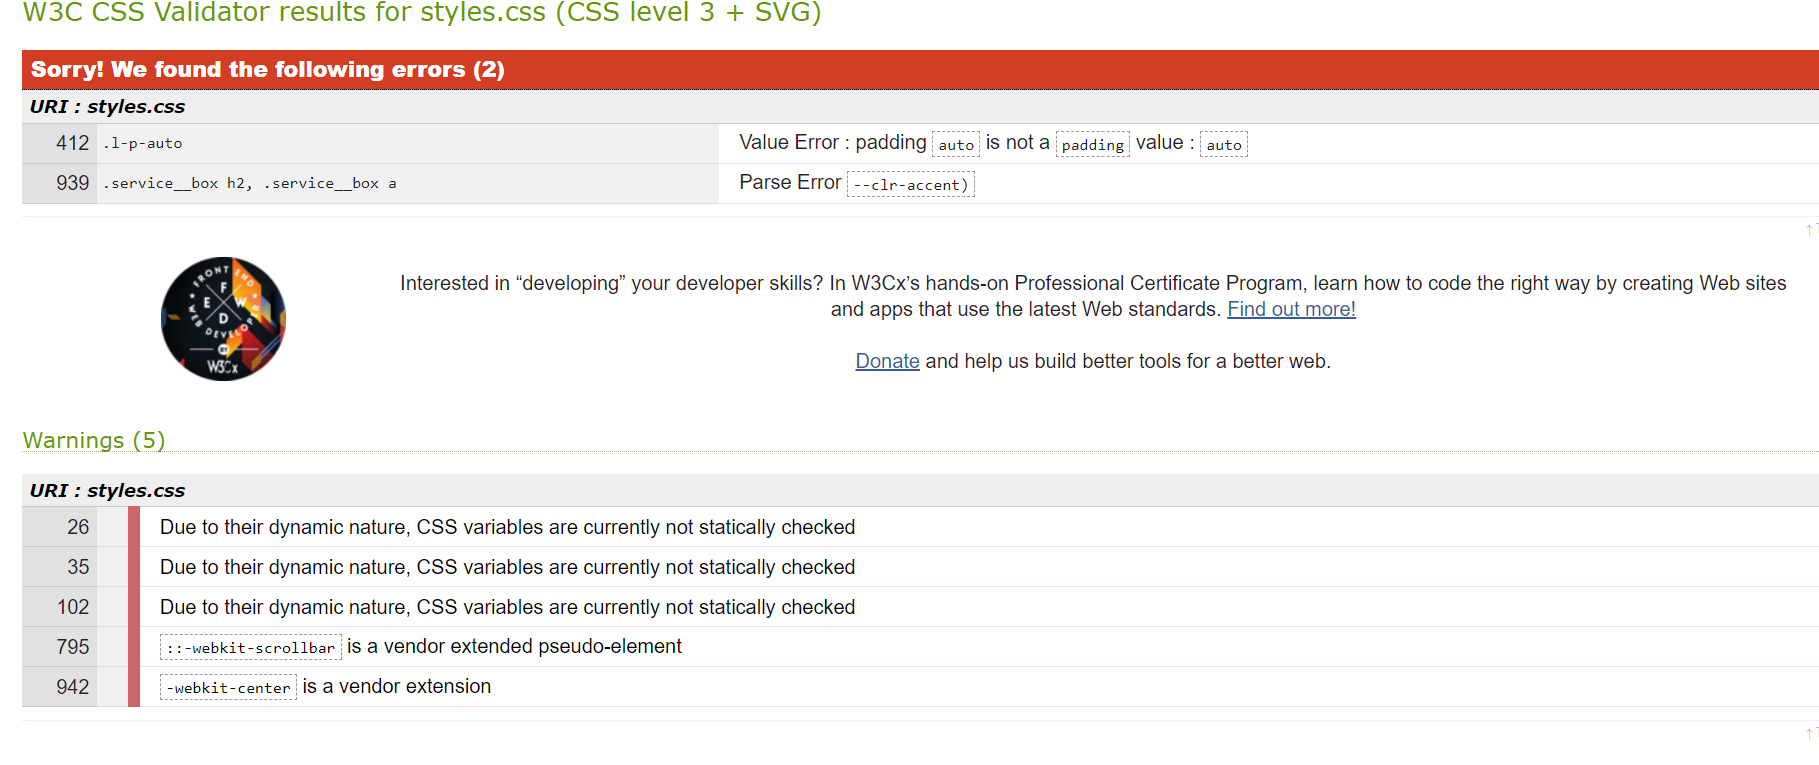 W3C CSS Validator results for styles.css (CSS level 3 + SVG)
Sorry! We found the following errors (2)
URI : styles.css
412 .l-p-auto Value Error : padding auto is not a padding value : auto
939 .service__box h2, .service__box a Parse Error --clr-accent)
↑
FRONT END
F
E W
D
WEB DEVELOPER
W3Cx
Interested in “developing” your developer skills? In W3Cx’s hands-on Professional Certificate Program, learn how to code the right way by creating Web sites
and apps that use the latest Web standards. Find out more!
Donate and help us build better tools for a better web.
Warnings (5)
URI : styles.css
26 Due to their dynamic nature, CSS variables are currently not statically checked
35 Due to their dynamic nature, CSS variables are currently not statically checked
102 Due to their dynamic nature, CSS variables are currently not statically checked
795 ::-webkit-scrollbar is a vendor extended pseudo-element
942 -webkit-center is a vendor extension
↑